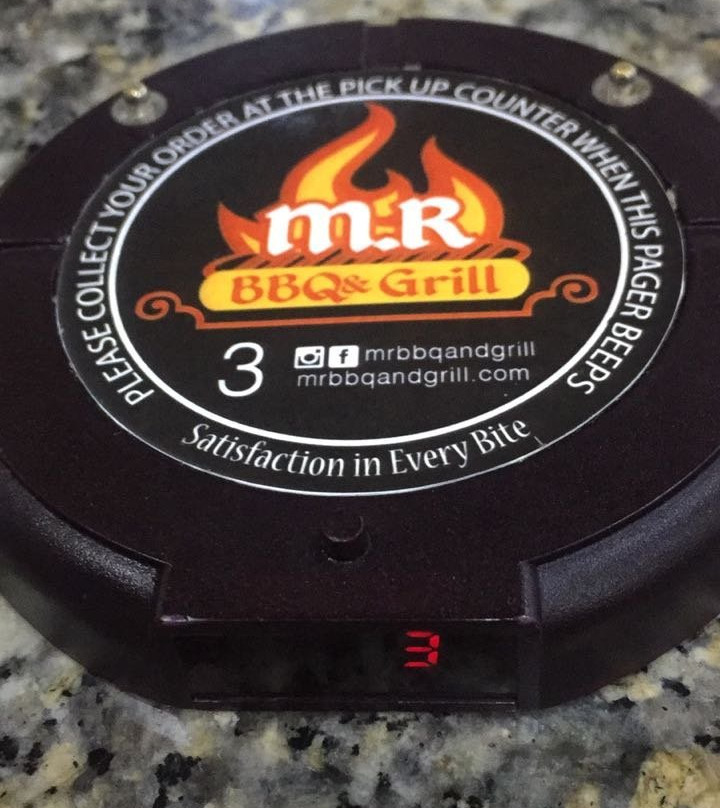 PLEASE COLLECT YOUR ORDER AT THE PICK UP COUNTER WHEN THIS PAGER BEEPS
M.R
BBQ & Grill
3
mrbbqandgrill
mrbbqandgrill.com
Satisfaction in Every Bite
3